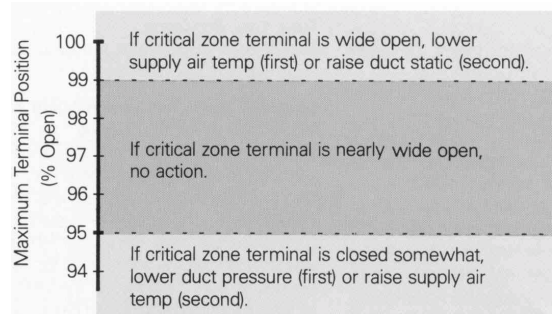 Maximum Terminal Position
(% Open)
100
99
98
97
96
95
94
If critical zone terminal is wide open, lower
supply air temp (first) or raise duct static (second).
If critical zone terminal is nearly wide open,
no action.
If critical zone terminal is closed somewhat,
lower duct pressure (first) or raise supply air
temp (second).